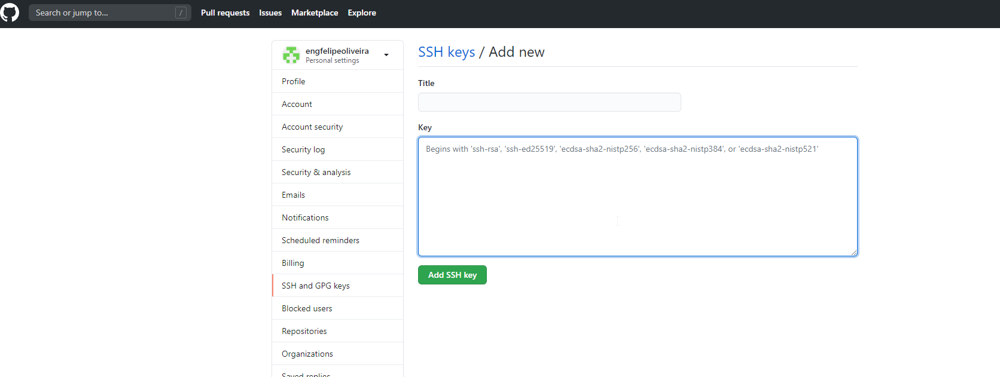 Search or jump to... /
Pull requests Issues Marketplace Explore
engfelipeoliveira
Personal settings
Profile
Account
Account security
Security log
Security & analysis
Emails
Notifications
Scheduled reminders
Billing
SSH and GPG keys
Blocked users
Repositories
Organizations
Saved replies
SSH keys / Add new
Title
Key
Begins with 'ssh-rsa', 'ssh-ed25519', 'ecdsa-sha2-nistp256', 'ecdsa-sha2-nistp384', or 'ecdsa-sha2-nistp521'
Add SSH key